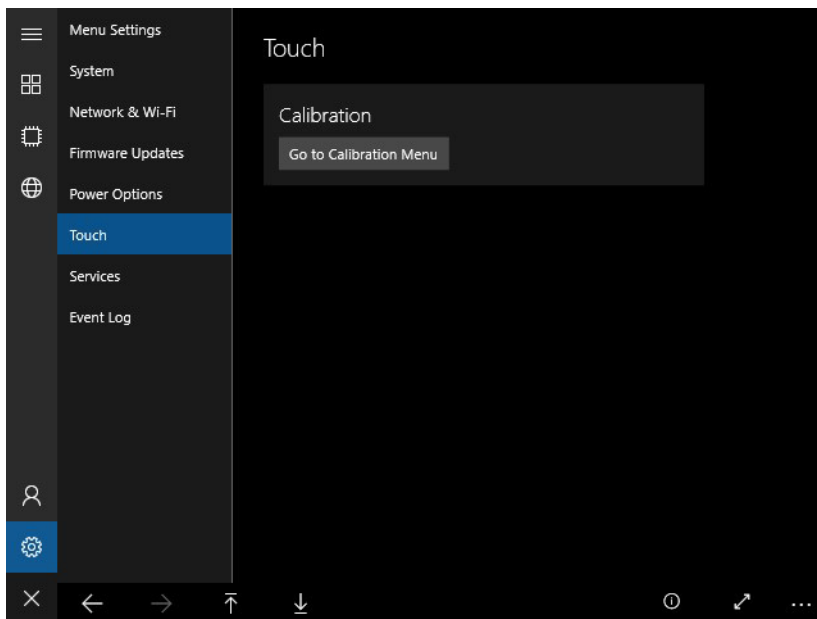 Menu Settings
System
Network & Wi-Fi
Firmware Updates
Power Options
Touch
Services
Event Log
Touch
Calibration
Go to Calibration Menu